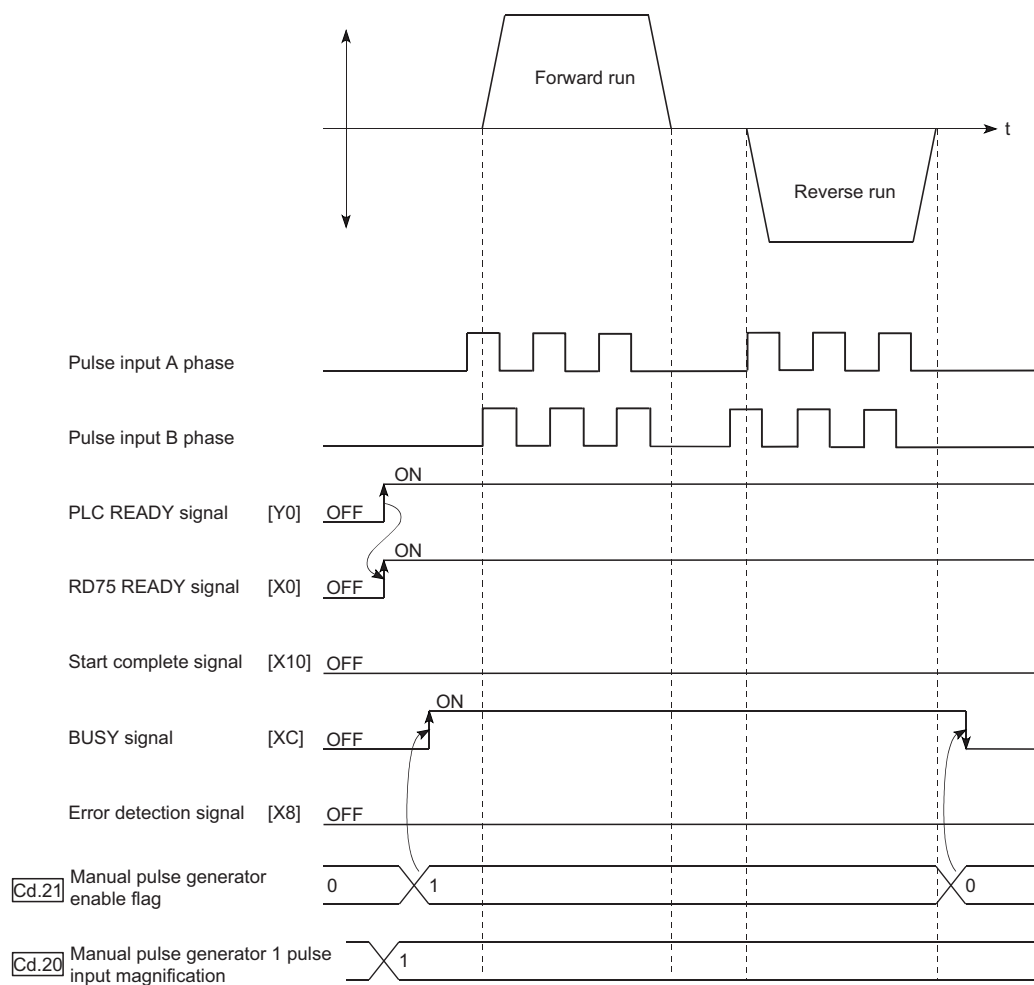 Forward run
t
Reverse run
Pulse input A phase
Pulse input B phase
ON
PLC READY signal [Y0] OFF
ON
RD75 READY signal [X0] OFF
Start complete signal [X10] OFF
ON
BUSY signal [XC] OFF
Error detection signal [X8] OFF
Cd.21 Manual pulse generator
enable flag
0 1 0
Cd.20 Manual pulse generator 1 pulse
input magnification
1